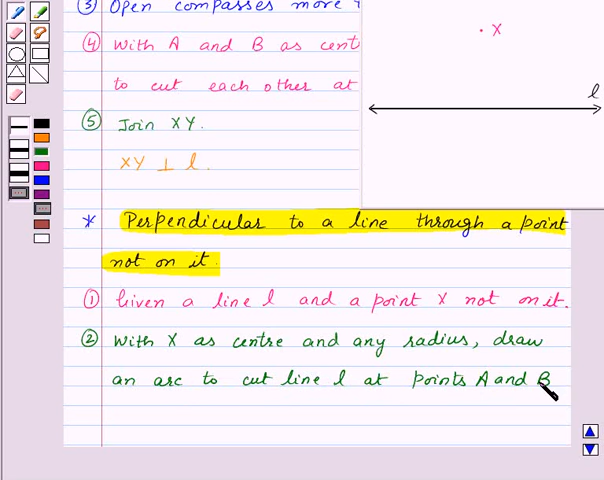 ③ Open compasses more
④ With A and B as cent
to cut each other at
⑤ Join XY.
XY ⊥ l.
* Perpendicular to a line through a point
not on it.
① Given a line l and a point X not on it.
② With X as centre and any radius, draw
an arc to cut line l at points A and B
X
l